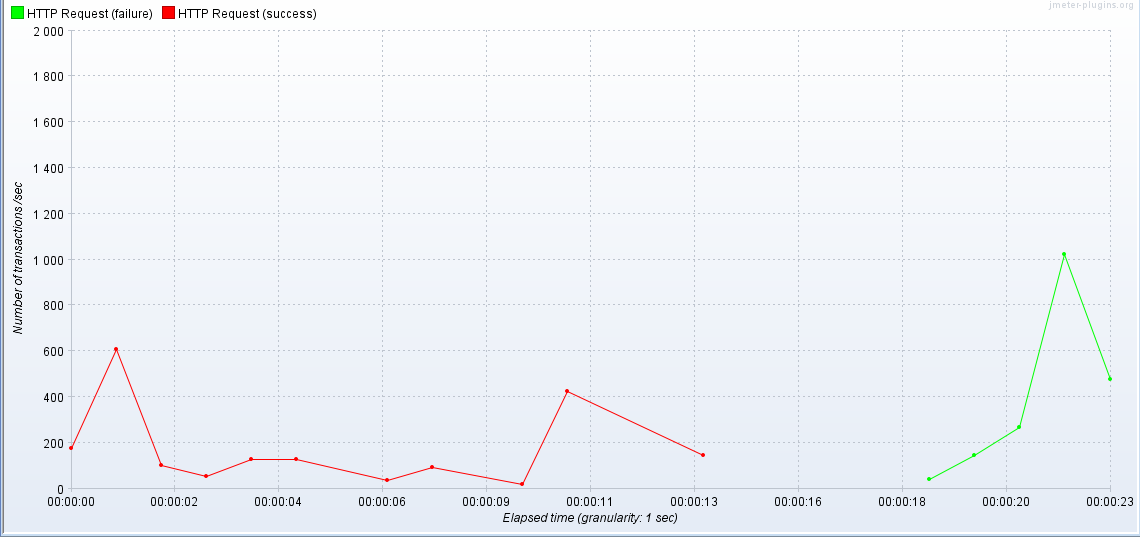 jmeter-plugins.org
HTTP Request (failure) HTTP Request (success)
2 000
1 800
1 600
1 400
1 200
1 000
800
600
400
200
0
Number of transactions /sec
00:00:00 00:00:02 00:00:04 00:00:06 00:00:09 00:00:11 00:00:13 00:00:16 00:00:18 00:00:20 00:00:23
Elapsed time (granularity: 1 sec)